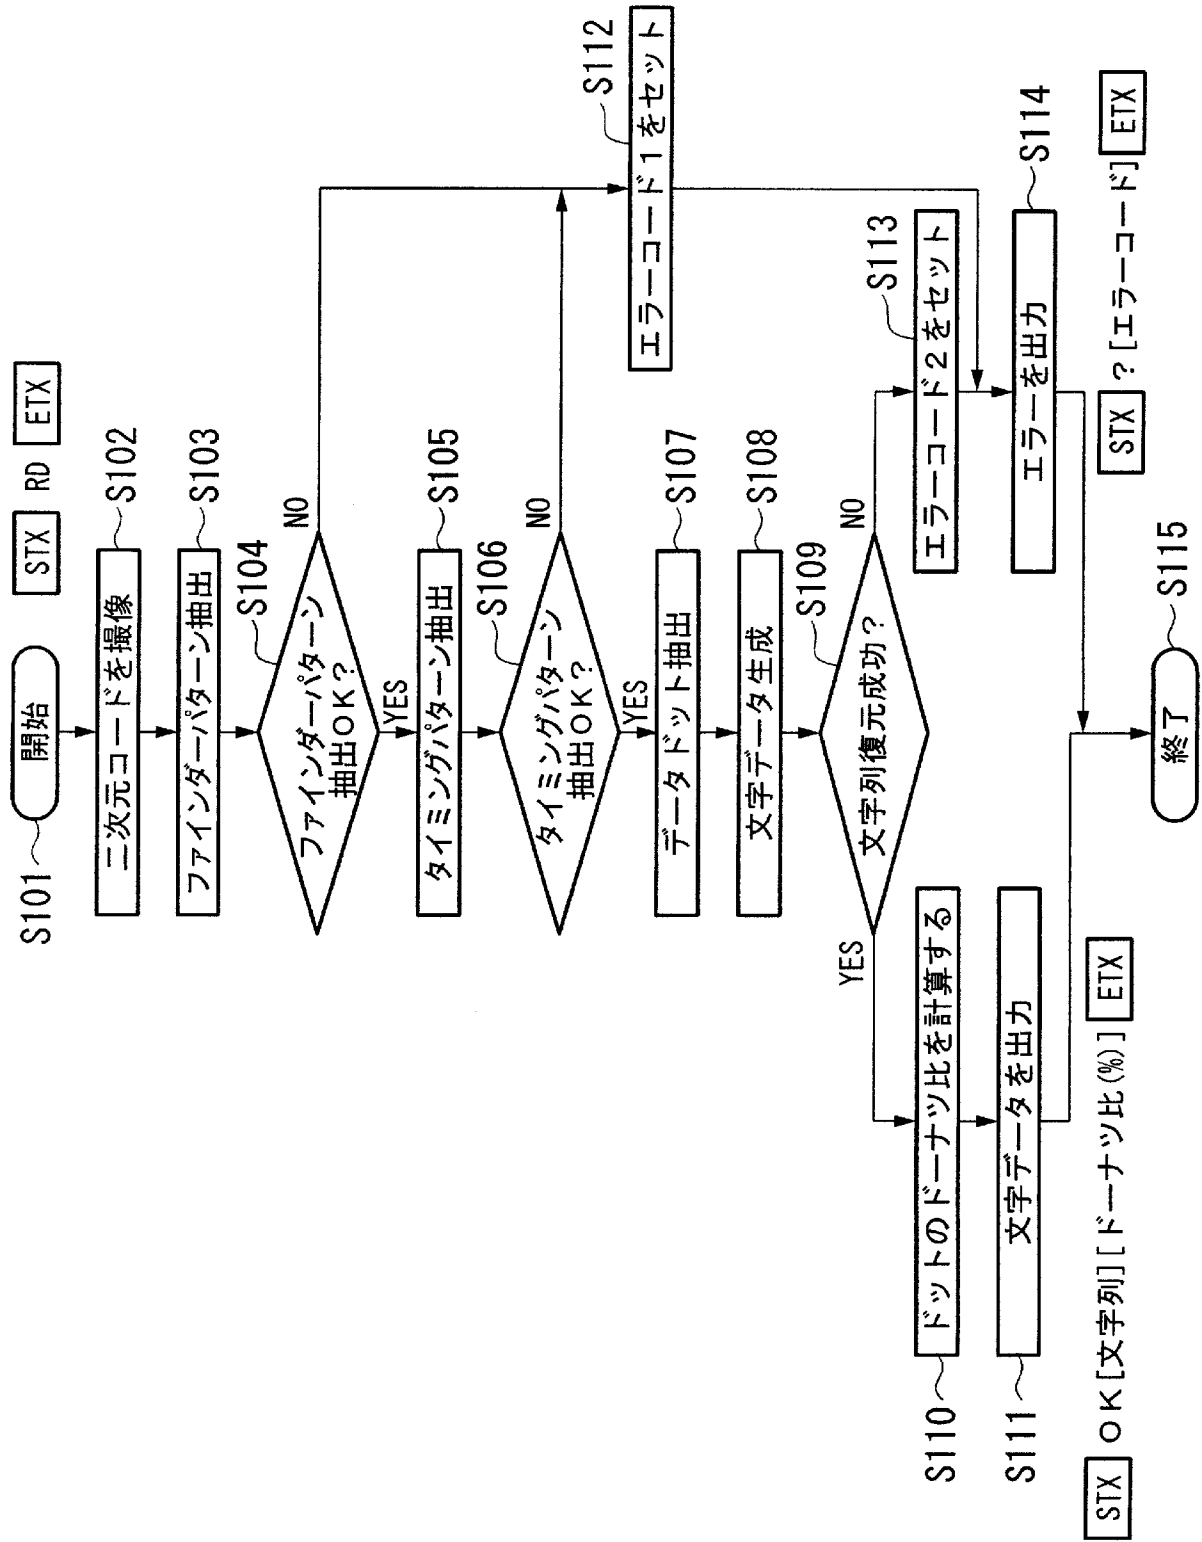 S101
開始
STX RD ETX
二次元コードを撮像
S102
ファインダーパターン抽出
S103
S104
ファインダーパターン
抽出OK?
NO
YES
タイミングパターン抽出
S105
S106
タイミングパターン
抽出OK?
NO
YES
データドット抽出
S107
文字データ生成
S108
S109
文字列復元成功?
YES
NO
S110
ドットのドーナツ比を計算する
S111
文字データを出力
STX OK[文字列][ドーナツ比(%)] ETX
S112
エラーコード1をセット
S113
エラーコード2をセット
S114
エラーを出力
STX ?[エラーコード] ETX
終了
S115